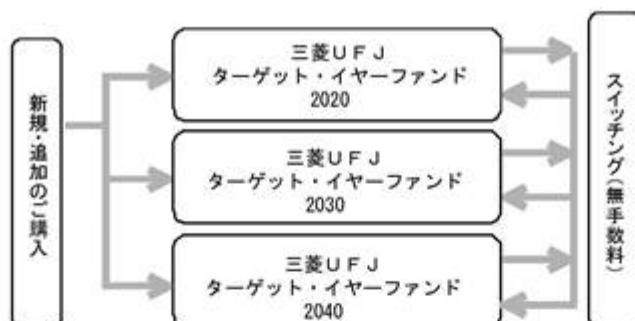 新規・追加のご購入
三菱UFJ
ターゲット・イヤーファンド
2020
三菱UFJ
ターゲット・イヤーファンド
2030
三菱UFJ
ターゲット・イヤーファンド
2040
スイッチング(無手数料)